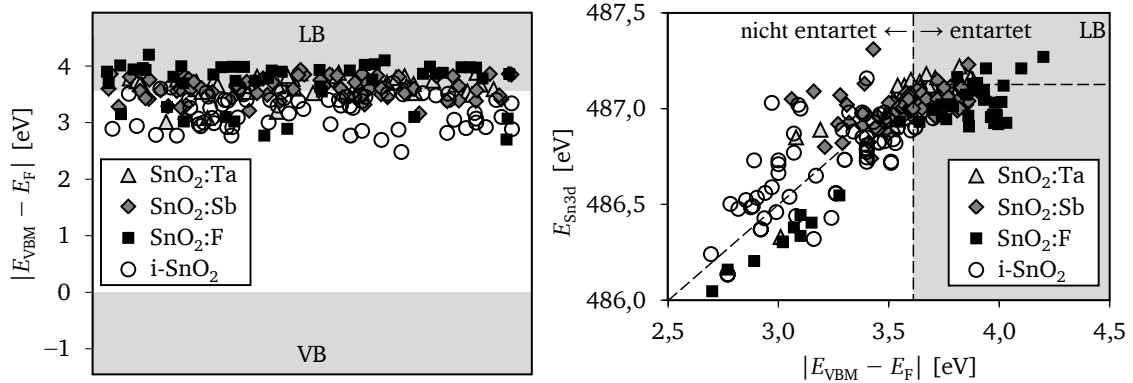 LB
4
3
2
1
0
−1
|E_VBM − E_F| [eV]
SnO₂:Ta
SnO₂:Sb
SnO₂:F
i-SnO₂
VB
487,5
487,0
486,5
486,0
E_Sn3d [eV]
nicht entartet ← → entartet
LB
SnO₂:Ta
SnO₂:Sb
SnO₂:F
i-SnO₂
2,5 3,0 3,5 4,0 4,5
|E_VBM − E_F| [eV]